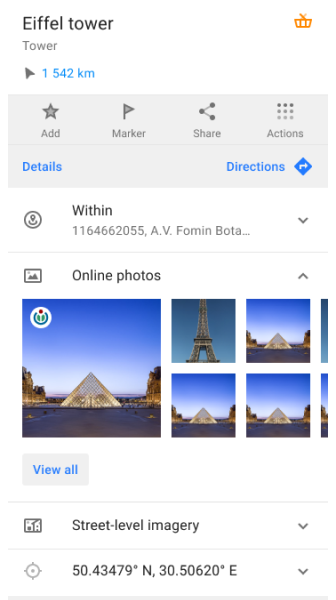 Eiffel tower
Tower
1 542 km
Add
Marker
Share
Actions
Details
Directions
Within
1164662055, A.V. Fomin Bota...
Online photos
View all
Street-level imagery
50.43479° N, 30.50620° E